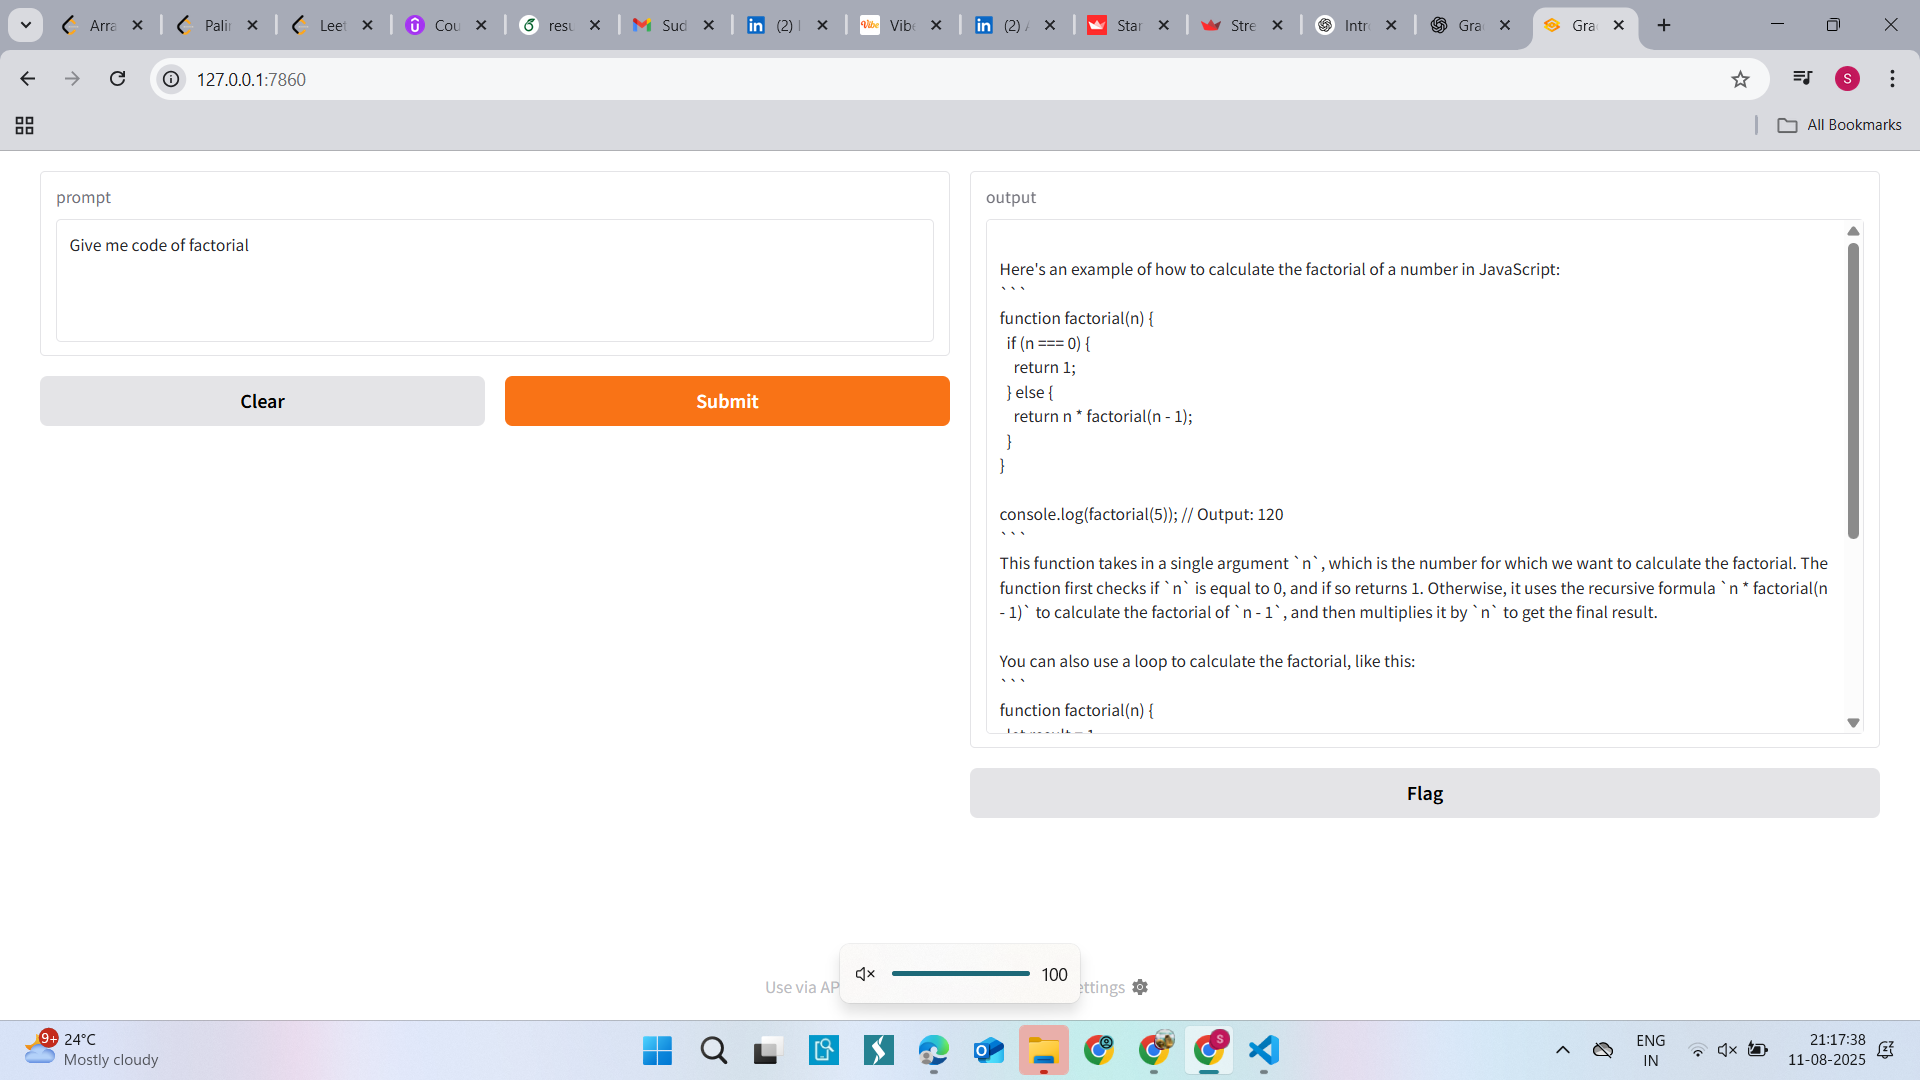 Arra
Pali
Leet
Cou
resu
Sud
(2) I
Vibe
(2) A
Star
Stre
Intr
Gra
Gra
127.0.0.1:7860
S
All Bookmarks
prompt
Give me code of factorial
Clear
Submit
output
Here's an example of how to calculate the factorial of a number in JavaScript:
```
function factorial(n) {
if (n === 0) {
return 1;
} else {
return n * factorial(n - 1);
}
}
console.log(factorial(5)); // Output: 120
```
This function takes in a single argument `n`, which is the number for which we want to calculate the factorial. The
function first checks if `n` is equal to 0, and if so returns 1. Otherwise, it uses the recursive formula `n * factorial(n
- 1)` to calculate the factorial of `n - 1`, and then multiplies it by `n` to get the final result.
You can also use a loop to calculate the factorial, like this:
```
function factorial(n) {
Flag
Use via AP
ettings
100
9+
24°C
Mostly cloudy
S
ENG
IN
21:17:38
11-08-2025